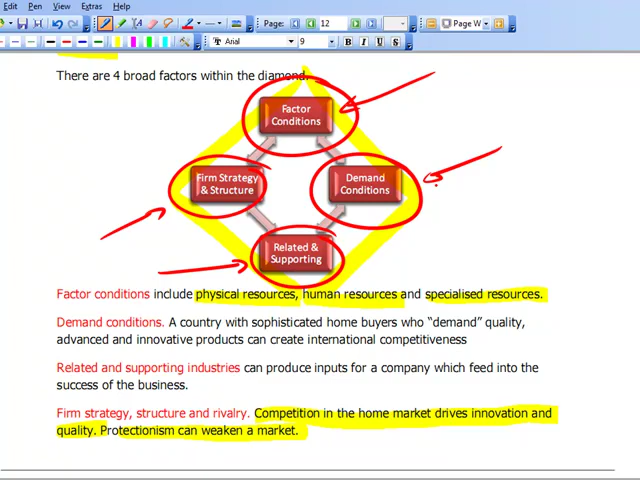 Edit Pen View Extras Help
Page: 12 Page W
Arial 9 B I U S
There are 4 broad factors within the diamond.
Factor
Conditions
Firm Strategy
& Structure
Demand
Conditions
Related &
Supporting
Factor conditions include physical resources, human resources and specialised resources.
Demand conditions. A country with sophisticated home buyers who “demand” quality,
advanced and innovative products can create international competitiveness
Related and supporting industries can produce inputs for a company which feed into the
success of the business.
Firm strategy, structure and rivalry. Competition in the home market drives innovation and
quality. Protectionism can weaken a market.